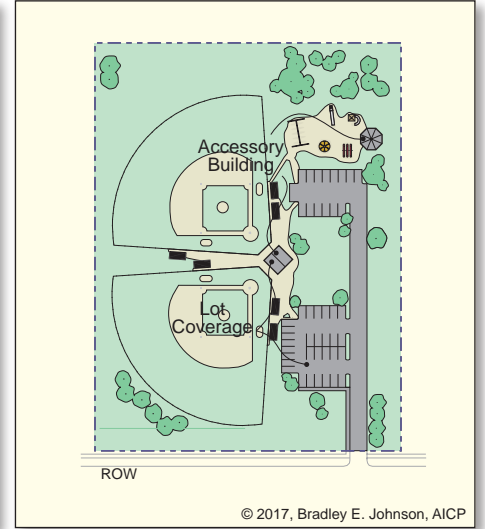 Accessory
Building
Lot
Coverage
ROW
© 2017, Bradley E. Johnson, AICP